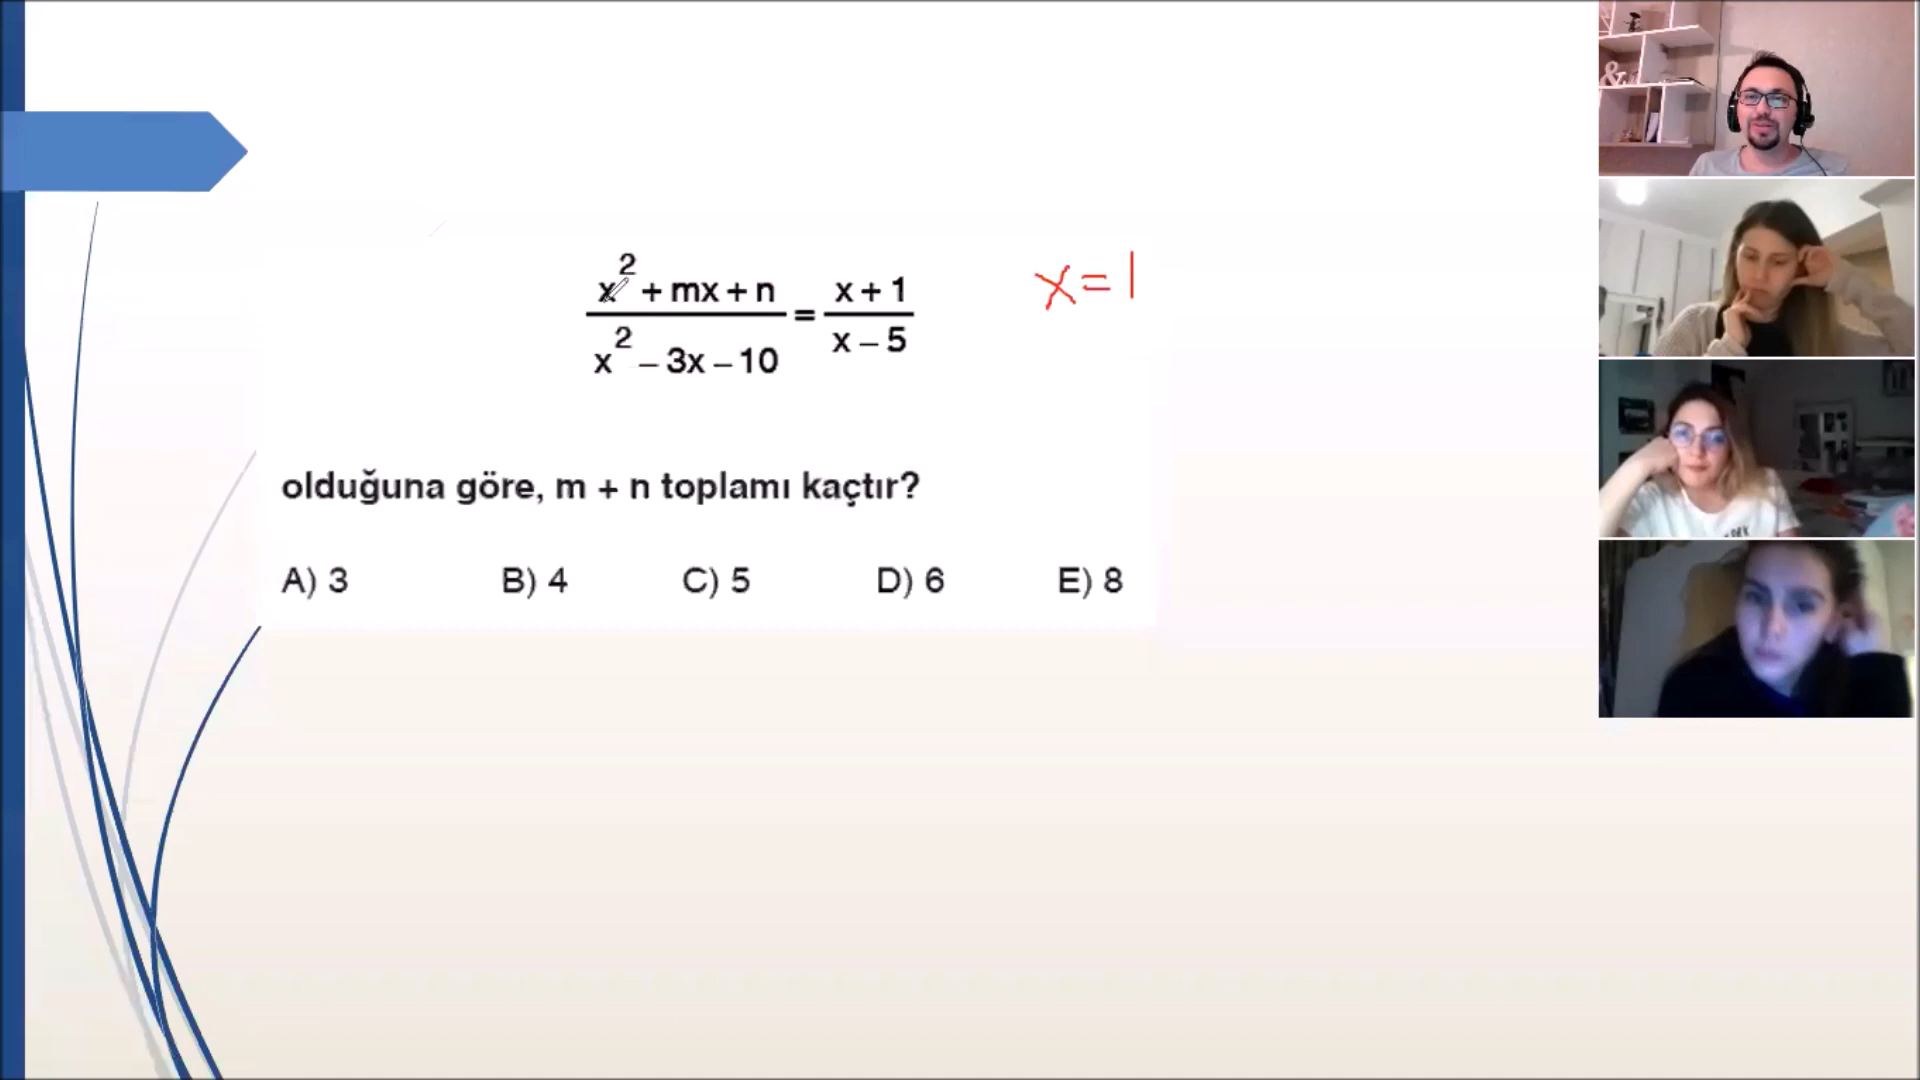 x² + mx + n / x² – 3x – 10 = x + 1 / x – 5
x = 1
olduğuna göre, m + n toplamı kaçtır?
A) 3 B) 4 C) 5 D) 6 E) 8
&